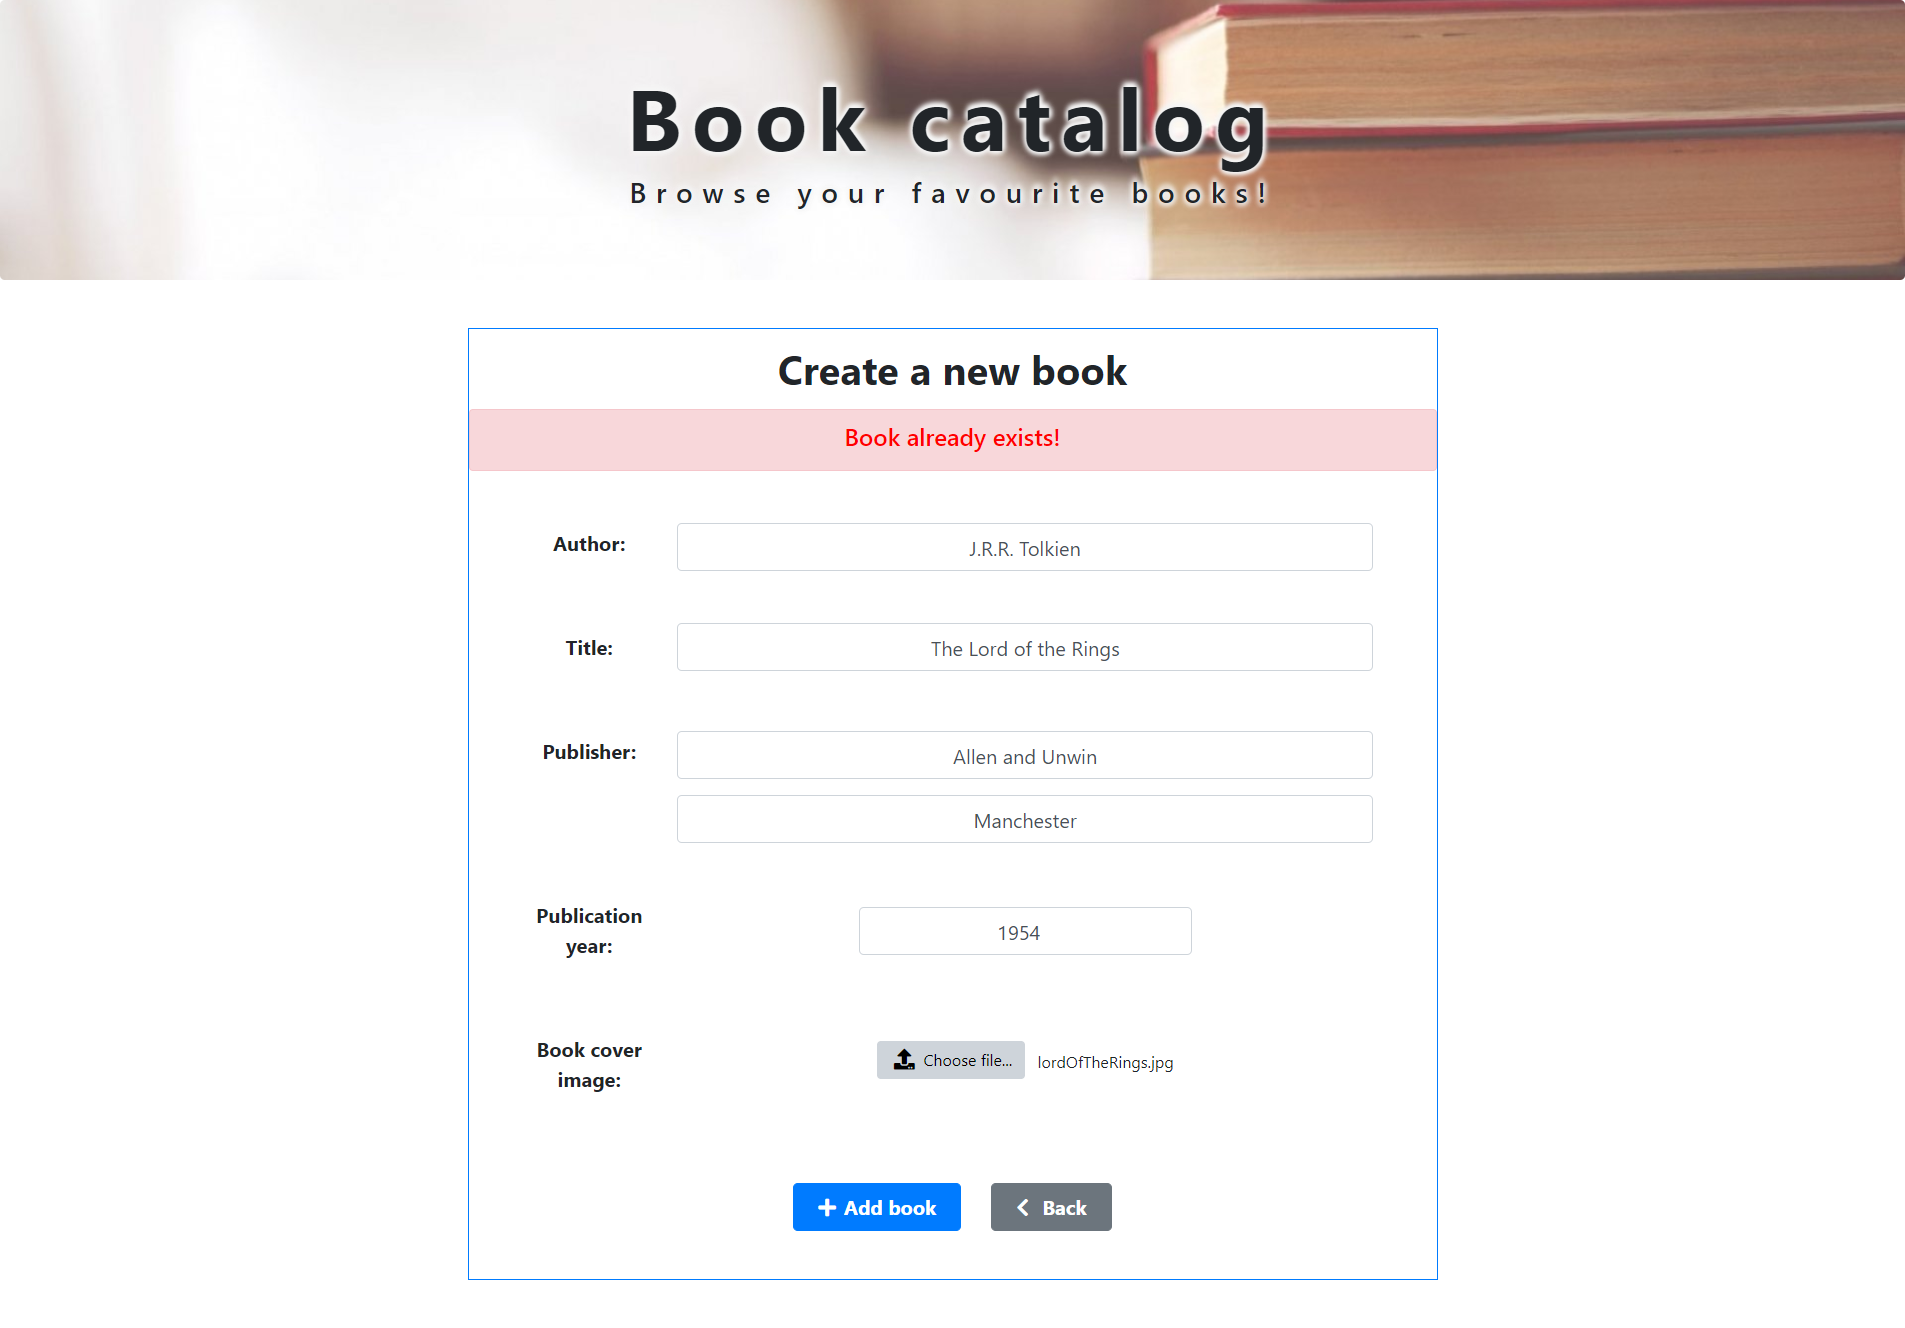 Book catalog
Browse your favourite books!
Create a new book
Book already exists!
Author:
J.R.R. Tolkien
Title:
The Lord of the Rings
Publisher:
Allen and Unwin
Manchester
Publication
year:
1954
Book cover
image:
Choose file...
lordOfTheRings.jpg
Add book
Back